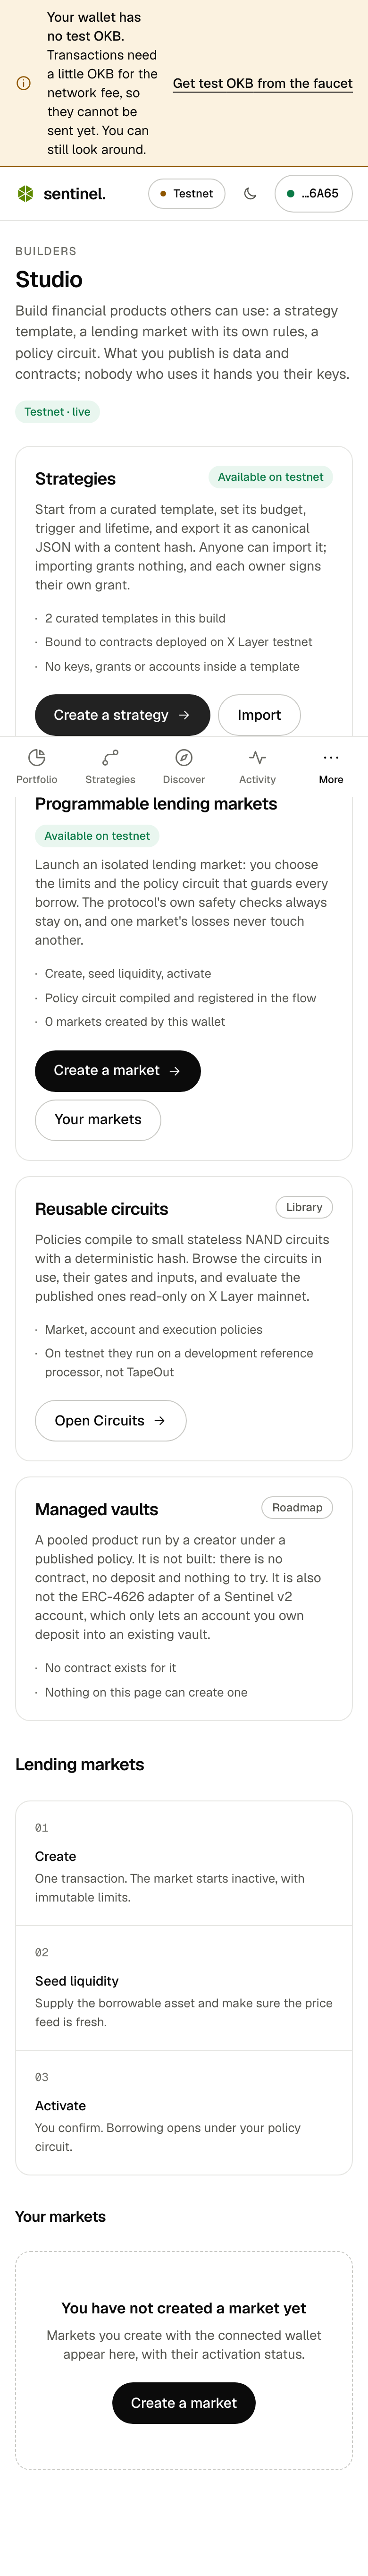 Your wallet has
no test OKB.
Transactions need
a little OKB for the
network fee, so
they cannot be
sent yet. You can
still look around.
Get test OKB from the faucet
sentinel.
Testnet
...6A65
BUILDERS
Studio
Build financial products others can use: a strategy
template, a lending market with its own rules, a
policy circuit. What you publish is data and
contracts; nobody who uses it hands you their keys.
Testnet · live
Strategies
Available on testnet
Start from a curated template, set its budget,
trigger and lifetime, and export it as canonical
JSON with a content hash. Anyone can import it;
importing grants nothing, and each owner signs
their own grant.
· 2 curated templates in this build
· Bound to contracts deployed on X Layer testnet
· No keys, grants or accounts inside a template
Create a strategy →
Import
Portfolio
Strategies
Discover
Activity
More
Programmable lending markets
Available on testnet
Launch an isolated lending market: you choose
the limits and the policy circuit that guards every
borrow. The protocol's own safety checks always
stay on, and one market's losses never touch
another.
· Create, seed liquidity, activate
· Policy circuit compiled and registered in the flow
· 0 markets created by this wallet
Create a market →
Your markets
Reusable circuits
Library
Policies compile to small stateless NAND circuits
with a deterministic hash. Browse the circuits in
use, their gates and inputs, and evaluate the
published ones read-only on X Layer mainnet.
· Market, account and execution policies
· On testnet they run on a development reference
processor, not TapeOut
Open Circuits →
Managed vaults
Roadmap
A pooled product run by a creator under a
published policy. It is not built: there is no
contract, no deposit and nothing to try. It is also
not the ERC-4626 adapter of a Sentinel v2
account, which only lets an account you own
deposit into an existing vault.
· No contract exists for it
· Nothing on this page can create one
Lending markets
01
Create
One transaction. The market starts inactive, with
immutable limits.
02
Seed liquidity
Supply the borrowable asset and make sure the price
feed is fresh.
03
Activate
You confirm. Borrowing opens under your policy
circuit.
Your markets
You have not created a market yet
Markets you create with the connected wallet
appear here, with their activation status.
Create a market